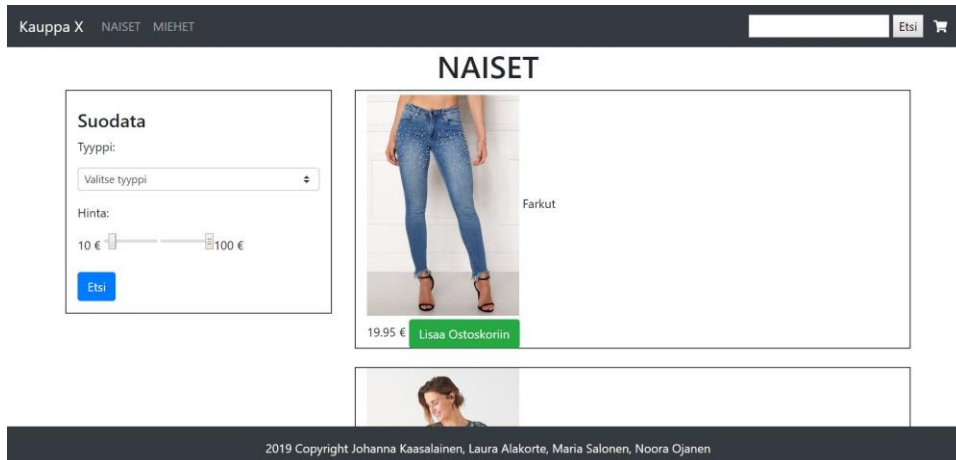 Kauppa X NAISET MIEHET Etsi
NAISET
Suodata
Tyyppi:
Valitse tyyppi
Hinta:
10 € 100 €
Etsi
Farkut
19.95 € Lisaa Ostoskoriin
2019 Copyright Johanna Kaasalainen, Laura Alakorte, Maria Salonen, Noora Ojanen